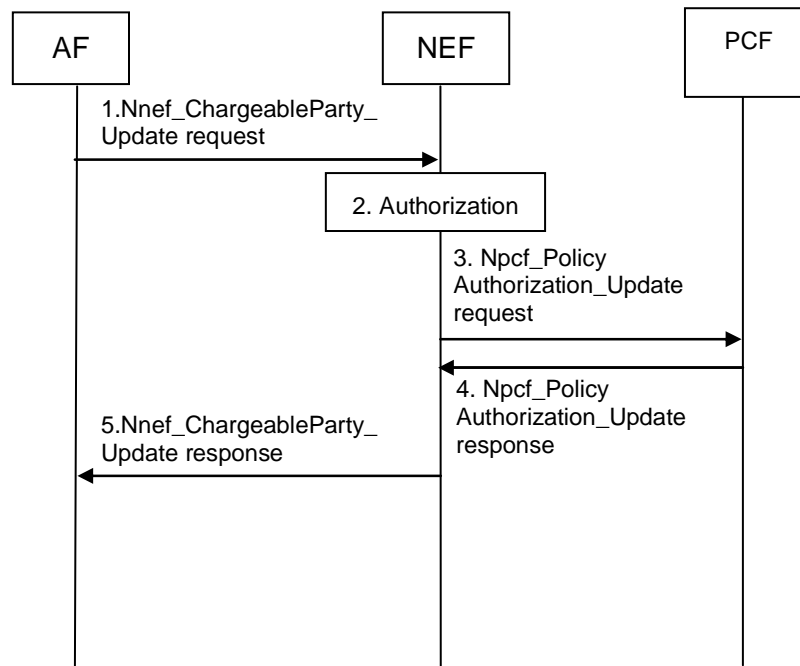 AF
NEF
PCF
1.Nnef_ChargeableParty_
Update request
2. Authorization
3. Npcf_Policy
Authorization_Update
request
4. Npcf_Policy
Authorization_Update
response
5.Nnef_ChargeableParty_
Update response